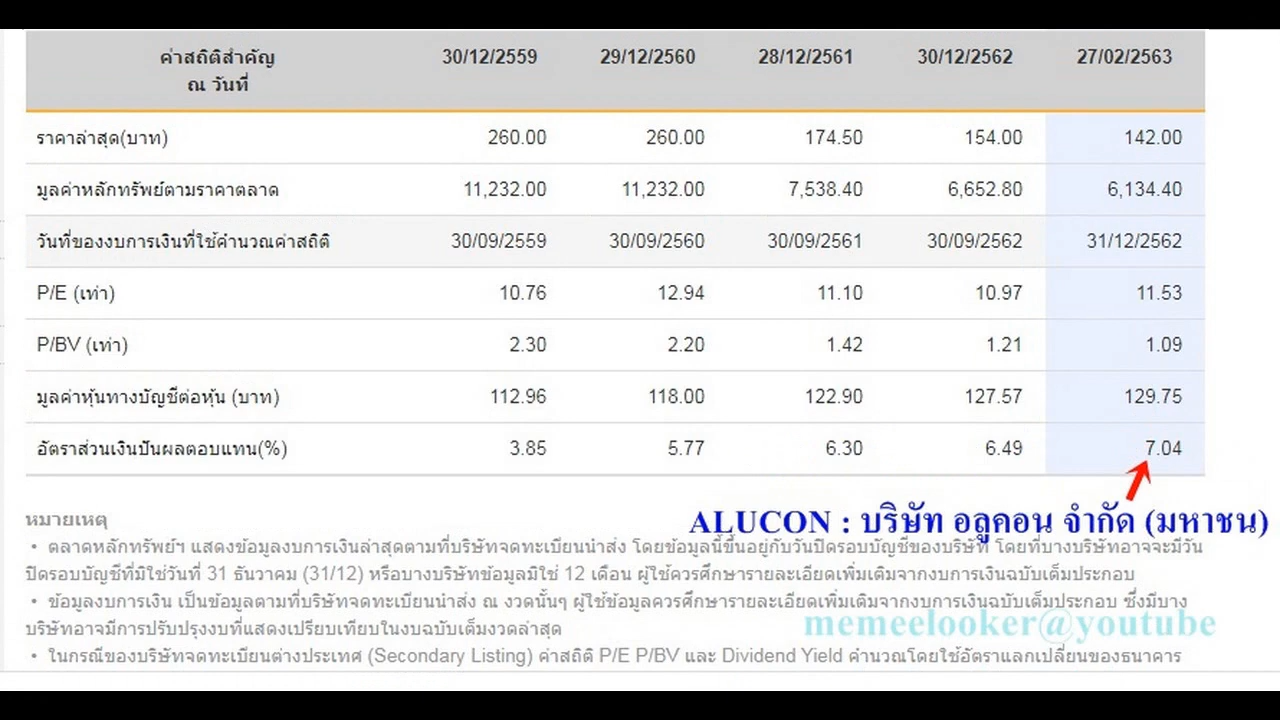 ค่าสถิติสำคัญ 30/12/2559 29/12/2560 28/12/2561 30/12/2562 27/02/2563
ณ วันที่
ราคาล่าสุด(บาท) 260.00 260.00 174.50 154.00 142.00
มูลค่าหลักทรัพย์ตามราคาตลาด 11,232.00 11,232.00 7,538.40 6,652.80 6,134.40
วันที่ของงบการเงินที่ใช้คำนวณค่าสถิติ 30/09/2559 30/09/2560 30/09/2561 30/09/2562 31/12/2562
P/E (เท่า) 10.76 12.94 11.10 10.97 11.53
P/BV (เท่า) 2.30 2.20 1.42 1.21 1.09
มูลค่าหุ้นทางบัญชีต่อหุ้น (บาท) 112.96 118.00 122.90 127.57 129.75
อัตราส่วนเงินปันผลตอบแทน(%) 3.85 5.77 6.30 6.49 7.04
ALUCON : บริษัท อลูคอน จำกัด (มหาชน)
หมายเหตุ
• ตลาดหลักทรัพย์ฯ แสดงข้อมูลงบการเงินล่าสุดตามที่บริษัทจดทะเบียนนำส่ง โดยข้อมูลนี้ขึ้นอยู่กับวันปิดรอบบัญชีของบริษัท โดยที่บางบริษัทอาจจะมีวัน
ปิดรอบบัญชีที่มิใช่วันที่ 31 ธันวาคม (31/12) หรือบางบริษัทข้อมูลมิใช่ 12 เดือน ผู้ใช้ควรศึกษารายละเอียดเพิ่มเติมจากงบการเงินฉบับเต็มประกอบ
• ข้อมูลงบการเงิน เป็นข้อมูลตามที่บริษัทจดทะเบียนนำส่ง ณ งวดนั้นๆ ผู้ใช้ข้อมูลควรศึกษารายละเอียดเพิ่มเติมจากงบการเงินฉบับเต็มประกอบ ซึ่งมีบาง
บริษัทอาจมีการปรับปรุงงบที่แสดงเปรียบเทียบในงบฉบับเต็มงวดล่าสุด
memeelooker@youtube
• ในกรณีของบริษัทจดทะเบียนต่างประเทศ (Secondary Listing) ค่าสถิติ P/E P/BV และ Dividend Yield คำนวณโดยใช้อัตราแลกเปลี่ยนของธนาคาร